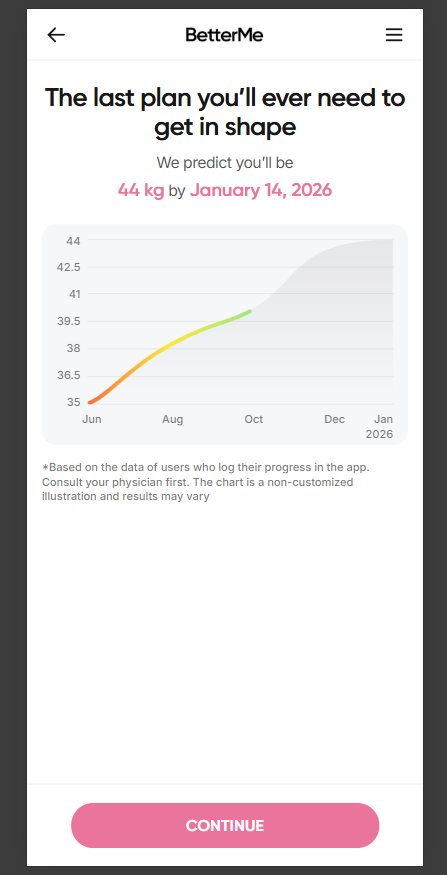 BetterMe
The last plan you’ll ever need to
get in shape
We predict you’ll be
44 kg by January 14, 2026
44
42.5
41
39.5
38
36.5
35
Jun Aug Oct Dec Jan
2026
*Based on the data of users who log their progress in the app.
Consult your physician first. The chart is a non-customized
illustration and results may vary
CONTINUE